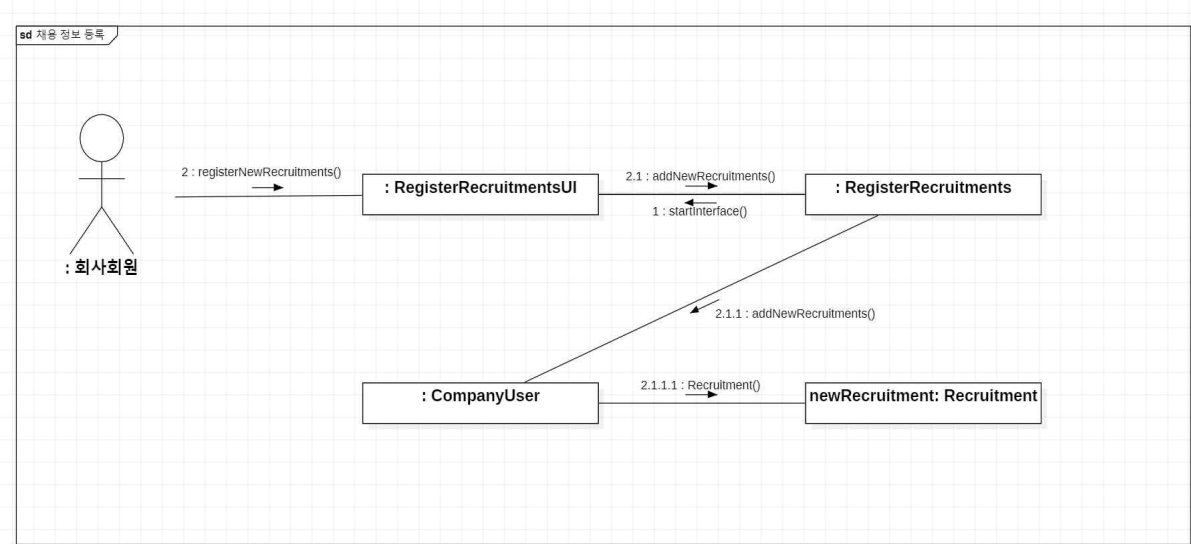 sd 채용 정보 등록
2 : registerNewRecruitments()
: RegisterRecruitmentsUI
2.1 : addNewRecruitments()
1 : startInterface()
: RegisterRecruitments
: 회사회원
2.1.1 : addNewRecruitments()
: CompanyUser
2.1.1.1 : Recruitment()
newRecruitment: Recruitment